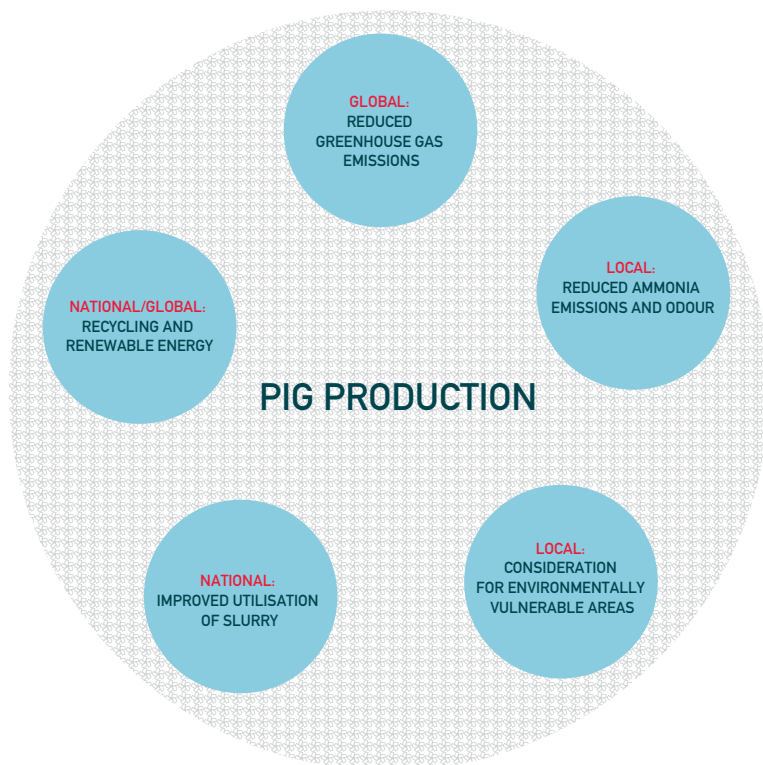 GLOBAL:
REDUCED
GREENHOUSE GAS
EMISSIONS
LOCAL:
REDUCED AMMONIA
EMISSIONS AND ODOUR
NATIONAL/GLOBAL:
RECYCLING AND
RENEWABLE ENERGY
PIG PRODUCTION
LOCAL:
CONSIDERATION
FOR ENVIRONMENTALLY
VULNERABLE AREAS
NATIONAL:
IMPROVED UTILISATION
OF SLURRY